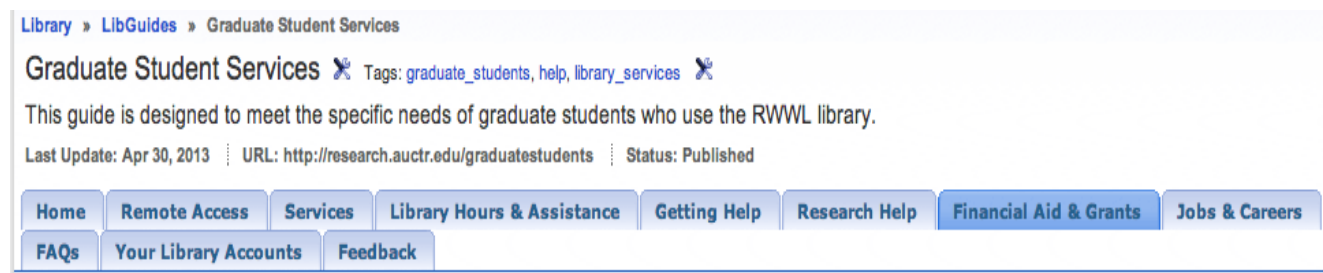 Library » LibGuides » Graduate Student Services
Graduate Student Services Tags: graduate_students, help, library_services
This guide is designed to meet the specific needs of graduate students who use the RWWL library.
Last Update: Apr 30, 2013 URL: http://research.auctr.edu/graduatestudents Status: Published
Home Remote Access Services Library Hours & Assistance Getting Help Research Help Financial Aid & Grants Jobs & Careers
FAQs Your Library Accounts Feedback